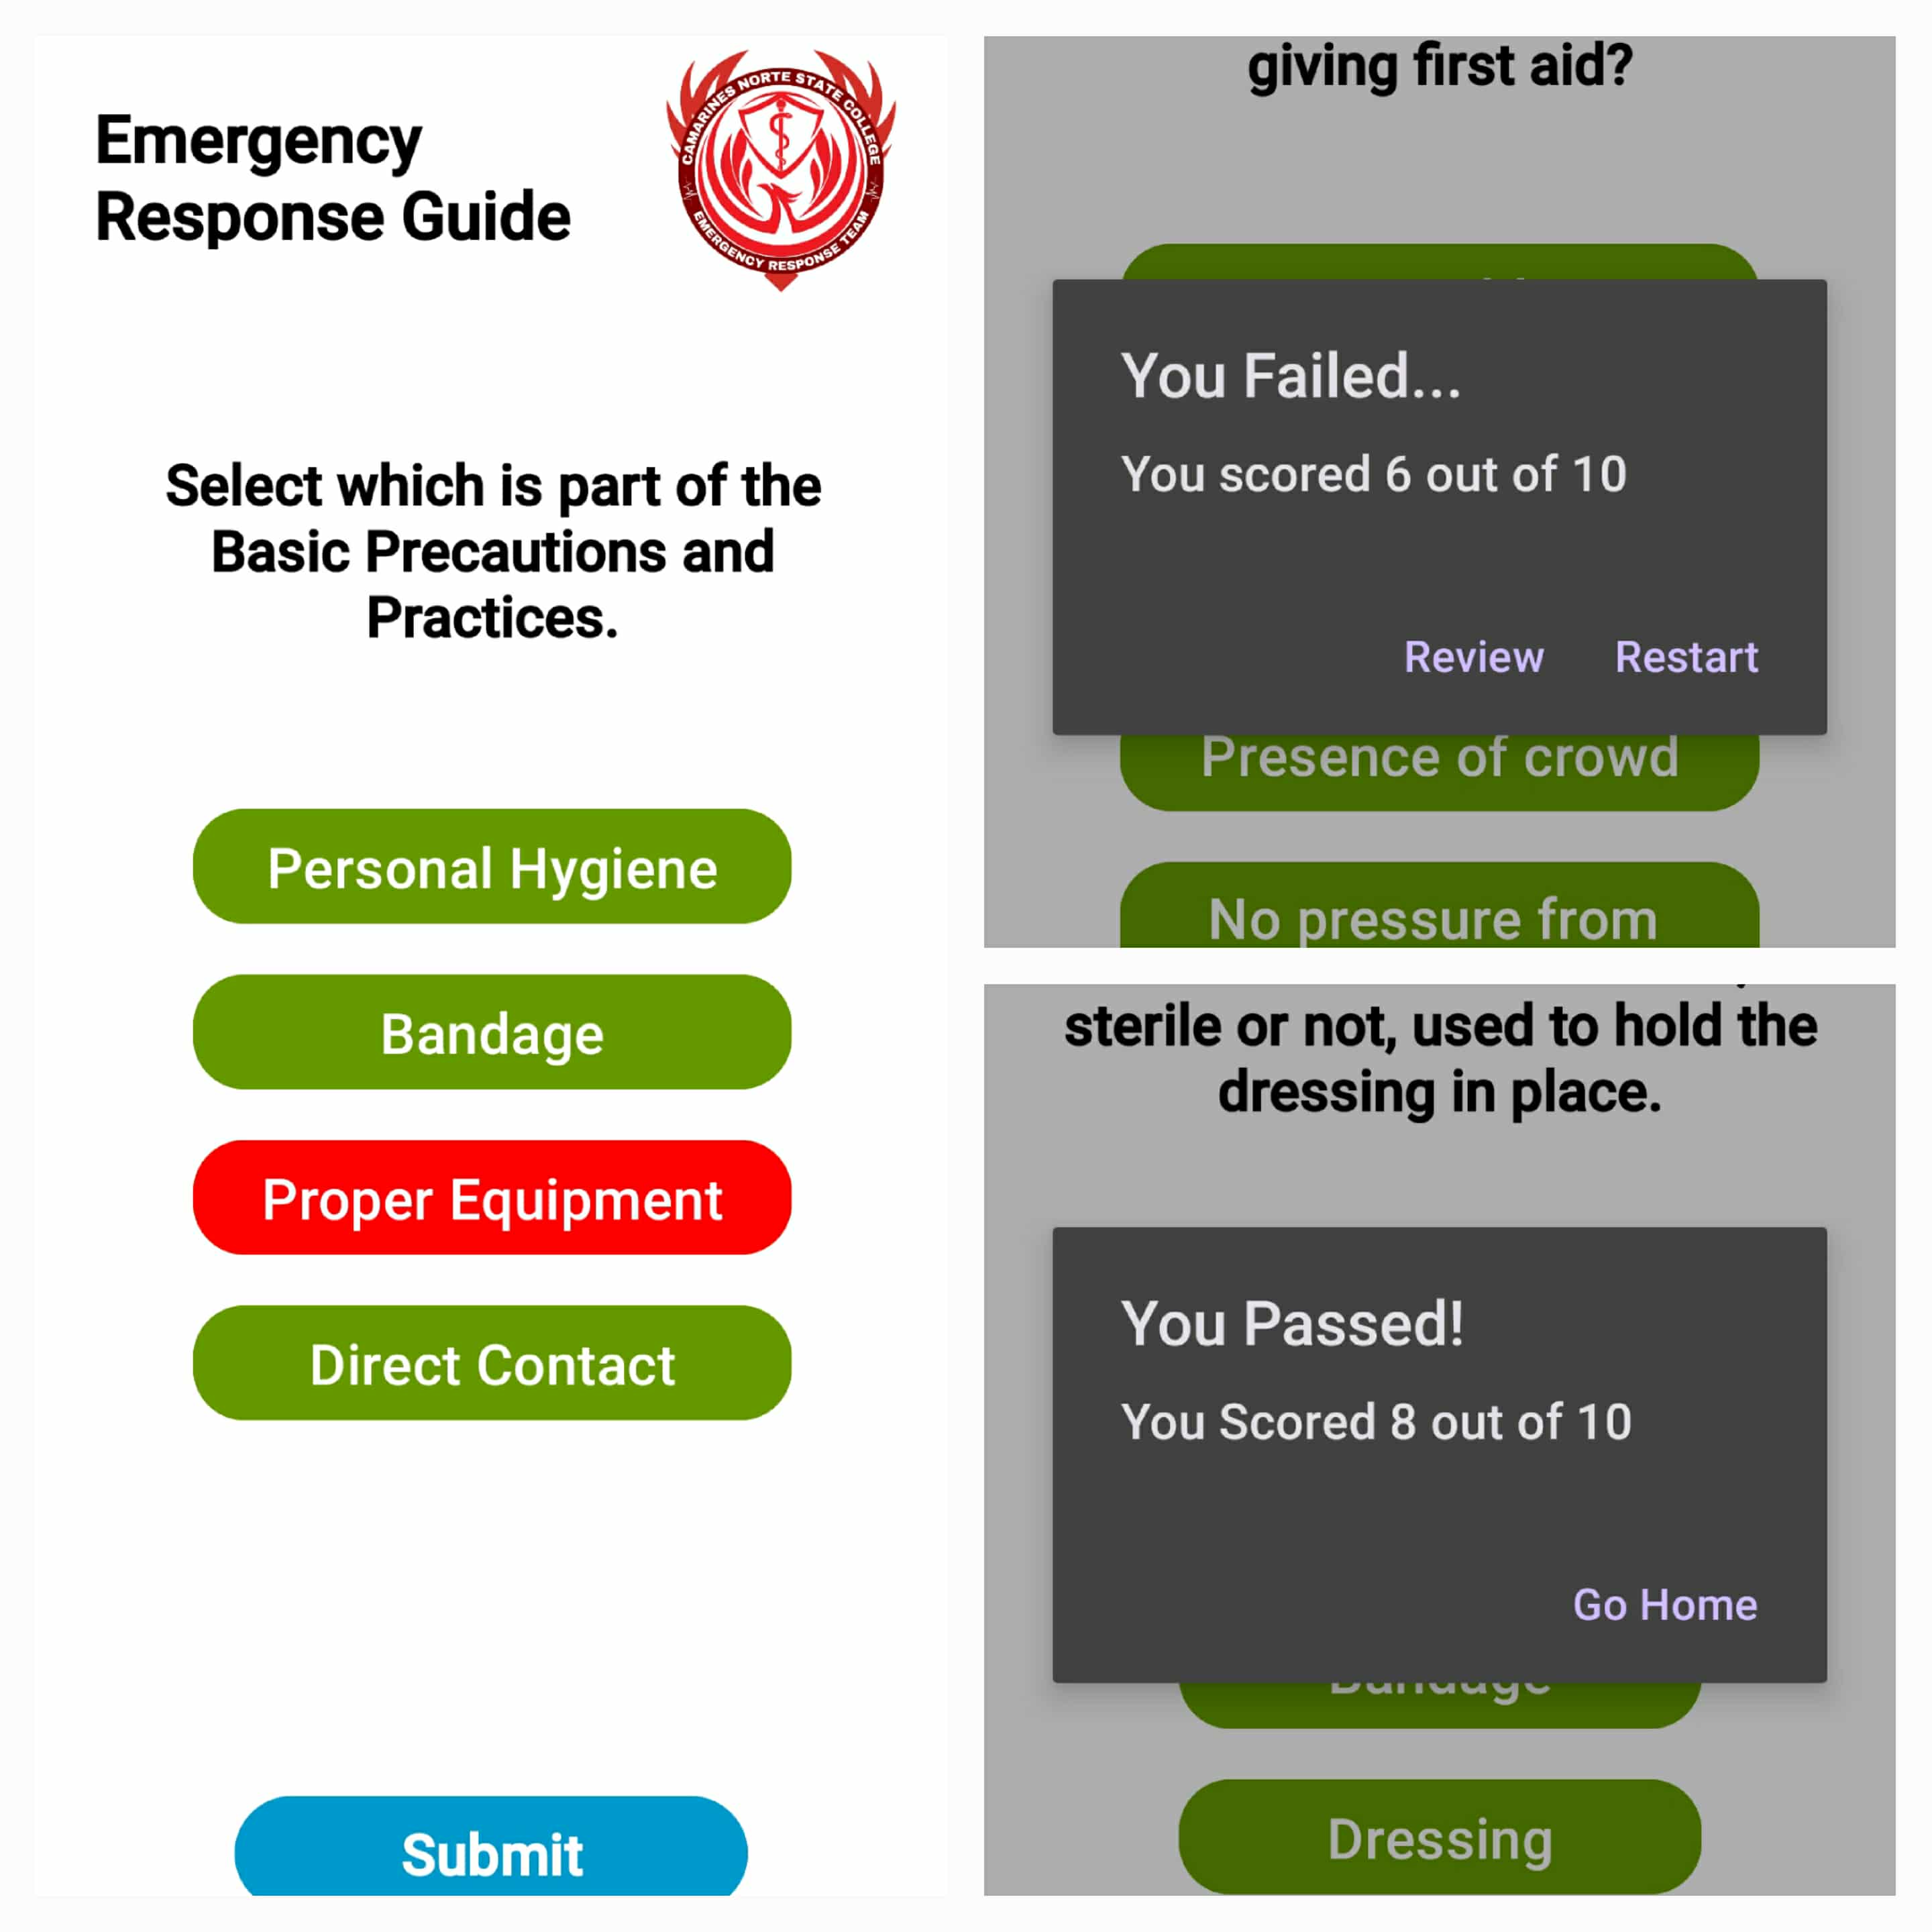 Emergency
Response Guide
CAMARINES NORTE STATE COLLEGE
EMERGENCY RESPONSE TEAM
Select which is part of the
Basic Precautions and
Practices.
Personal Hygiene
Bandage
Proper Equipment
Direct Contact
Submit
giving first aid?
You Failed...
You scored 6 out of 10
Review Restart
Presence of crowd
No pressure from
sterile or not, used to hold the
dressing in place.
You Passed!
You Scored 8 out of 10
Go Home
Bandage
Dressing